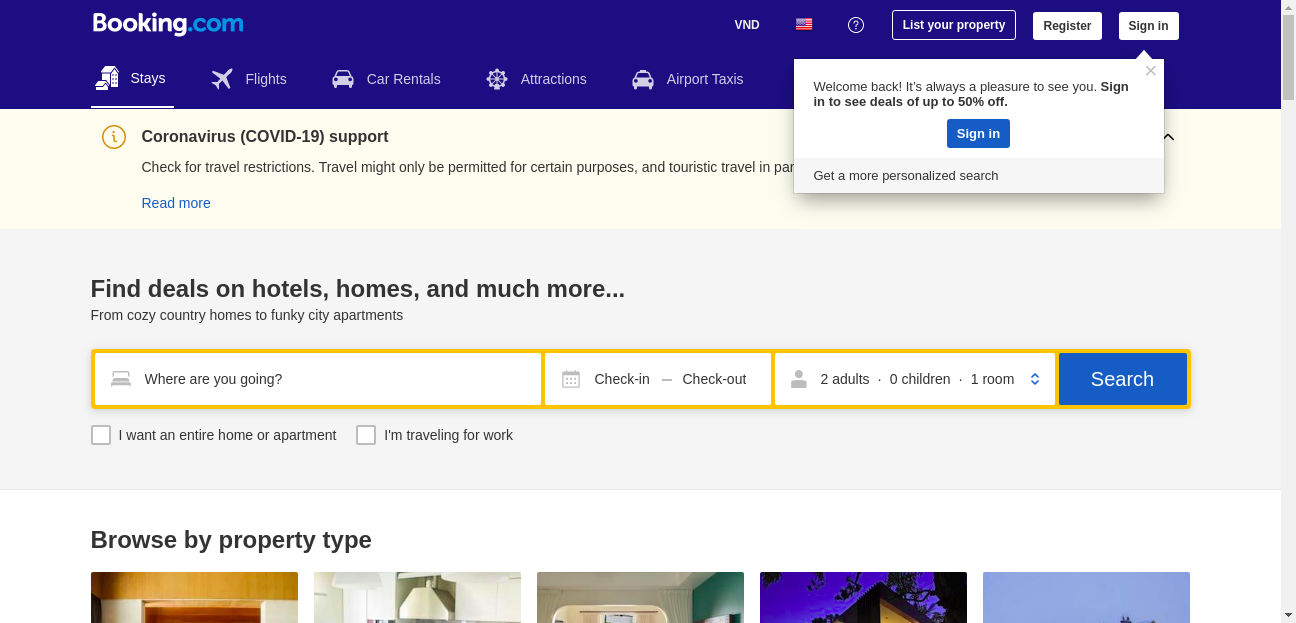 Booking.com
VND
List your property
Register
Sign in
Stays
Flights
Car Rentals
Attractions
Airport Taxis
Welcome back! It's always a pleasure to see you. Sign
in to see deals of up to 50% off.
Sign in
Get a more personalized search
Coronavirus (COVID-19) support
Check for travel restrictions. Travel might only be permitted for certain purposes, and touristic travel in
Read more
Find deals on hotels, homes, and much more...
From cozy country homes to funky city apartments
Where are you going?
Check-in — Check-out
2 adults · 0 children · 1 room
Search
I want an entire home or apartment
I'm traveling for work
Browse by property type